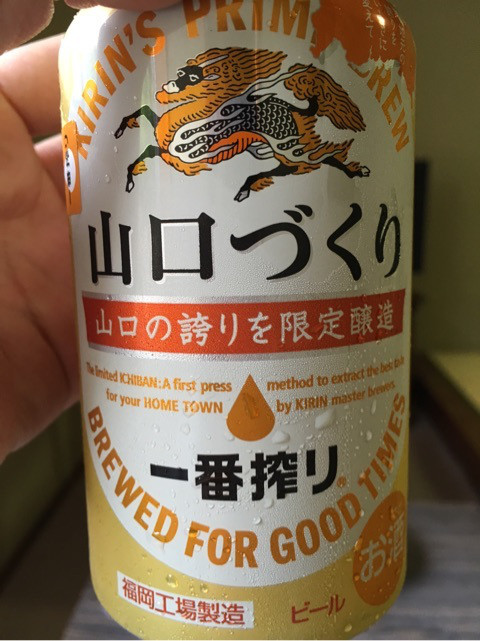 KIRIN'S PRIME BREW
山口づくり
山口の誇りを限定醸造
The limited ICHIBAN: A first press method to extract the best taste
for your HOME TOWN by KIRIN master brewers.
一番搾り
BREWED FOR GOOD TIMES
お酒
福岡工場製造
ビール